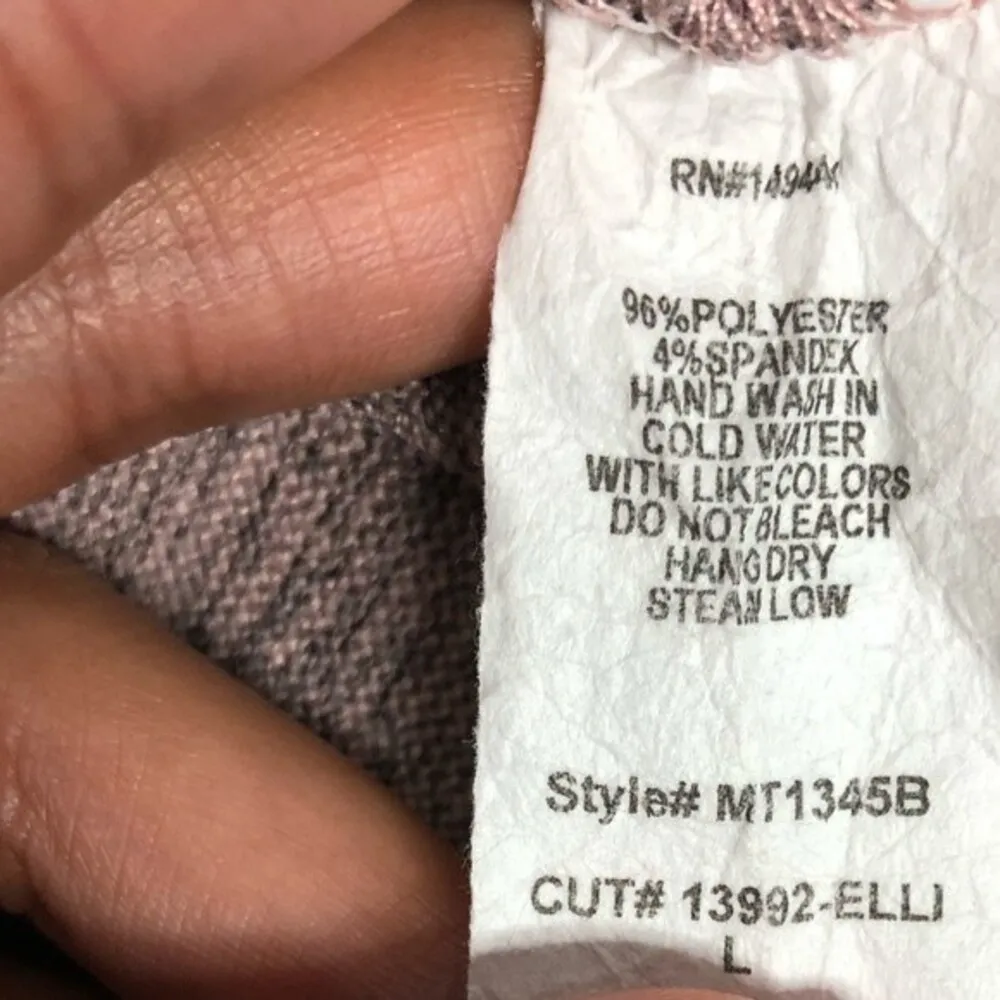 96%POLYESTER
4%SPANDEX
HAND WASH IN
COLD WATER
WITH LIKECOLORS
DO NOT BLEACH
HANG DRY
STEAM LOW
Style# MT1345B
CUT# 13992-ELLI
L